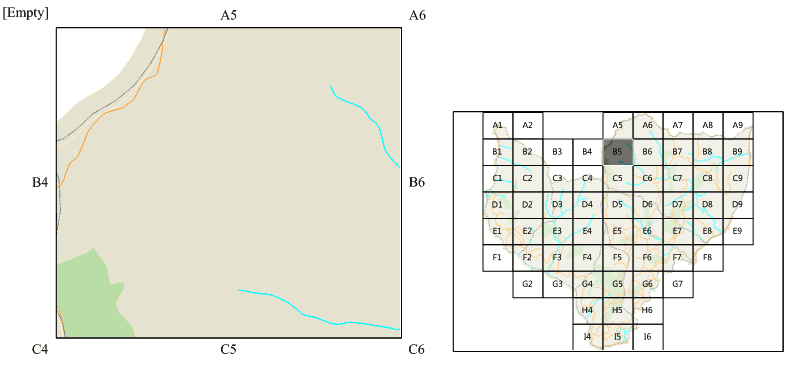 [Empty] A5 A6
B4 B6
C4 C5 C6
A1 A2 A5 A6 A7 A8 A9
B1 B2 B3 B4 B5 B6 B7 B8 B9
C1 C2 C3 C4 C5 C6 C7 C8 C9
D1 D2 D3 D4 D5 D6 D7 D8 D9
E1 E2 E3 E4 E5 E6 E7 E8 E9
F1 F2 F3 F4 F5 F6 F7 F8
G2 G3 G4 G5 G6 G7
H4 H5 H6
I4 I5 I6